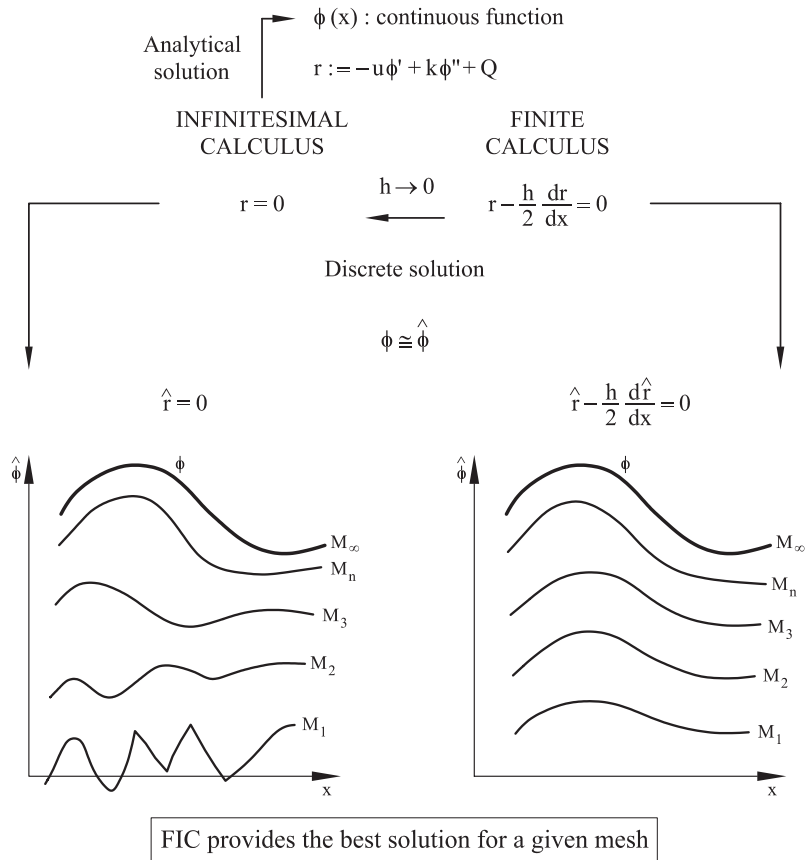 ϕ (x) : continuous function
Analytical
solution
r := −uϕ' + kϕ" + Q
INFINITESIMAL
CALCULUS
FINITE
CALCULUS
r = 0
h → 0
r − h/2 dr/dx = 0
Discrete solution
ϕ ≅ ϕ̂
r̂ = 0
r̂ − h/2 dr̂/dx = 0
ϕ̂
ϕ
M∞
Mn
M3
M2
M1
x
ϕ̂
ϕ
M∞
Mn
M3
M2
M1
x
FIC provides the best solution for a given mesh